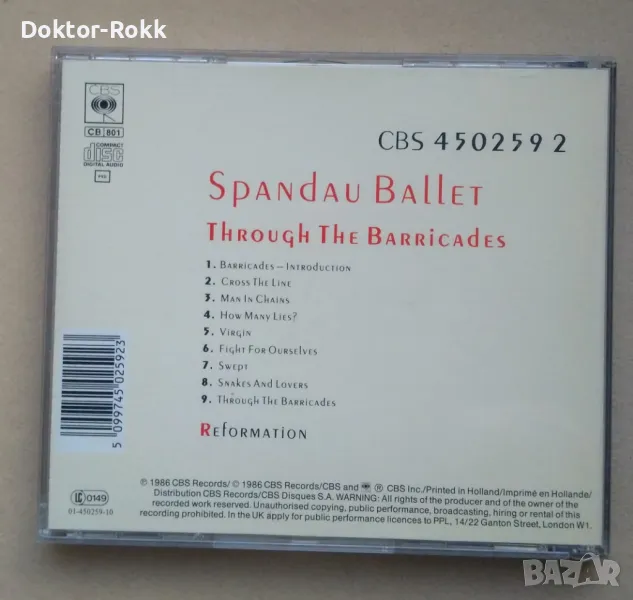 Doktor-Rokk
CBS
CB 801
COMPACT
disc
DIGITAL AUDIO
CBS 450259 2
Spandau Ballet
Through The Barricades
1. Barricades – Introduction
2. Cross The Line
3. Man In Chains
4. How Many Lies?
5. Virgin
6. Fight For Ourselves
7. Swept
8. Snakes And Lovers
9. Through The Barricades
Reformation
5 099745 025923
LC 0149
01-450259-10
℗ 1986 CBS Records/ © 1986 CBS Records/CBS and ® CBS Inc./Printed in Holland/Imprimé en Hollande/
Distribution CBS Records/CBS Disques S.A. WARNING: All rights of the producer and of the owner of the
recorded work reserved. Unauthorised copying, public performance, broadcasting, hiring or rental of this
recording prohibited. In the UK apply for public performance licences to PPL, 14/22 Ganton Street, London W1.
BAZAR